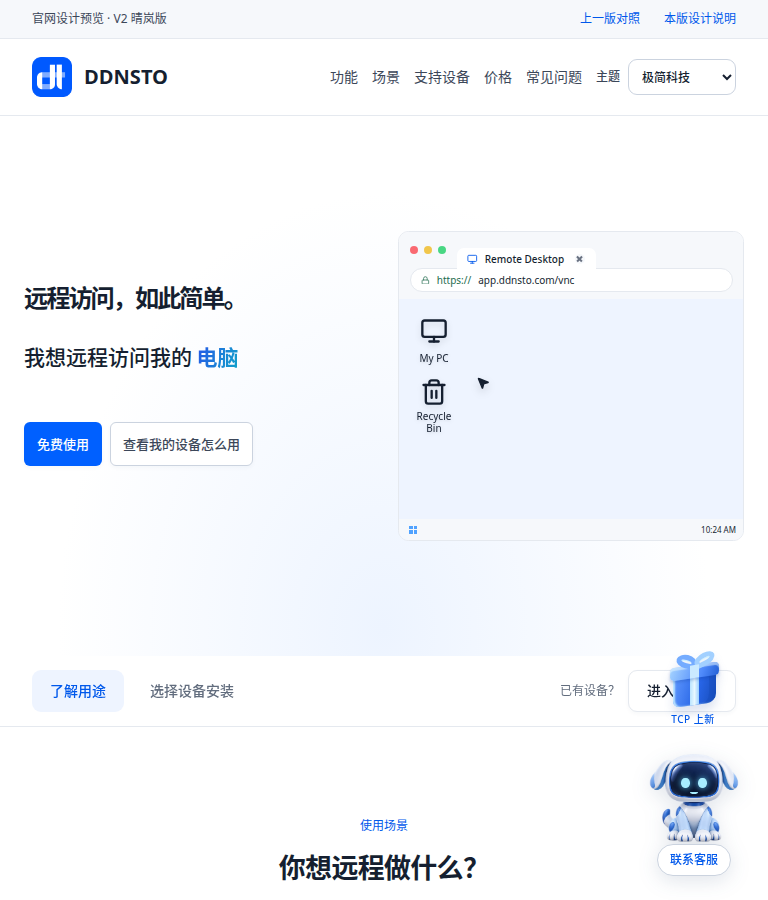 官网设计预览 · V2 晴岚版
上一版对照
本版设计说明
DDNSTO
功能
场景
支持设备
价格
常见问题
主题
极简科技
远程访问，如此简单。
我想远程访问我的 电脑
免费使用
查看我的设备怎么用
Remote Desktop
https:// app.ddnsto.com/vnc
My PC
Recycle
Bin
10:24 AM
了解用途
选择设备安装
已有设备?
进入
TCP 上新
使用场景
你想远程做什么？
联系客服